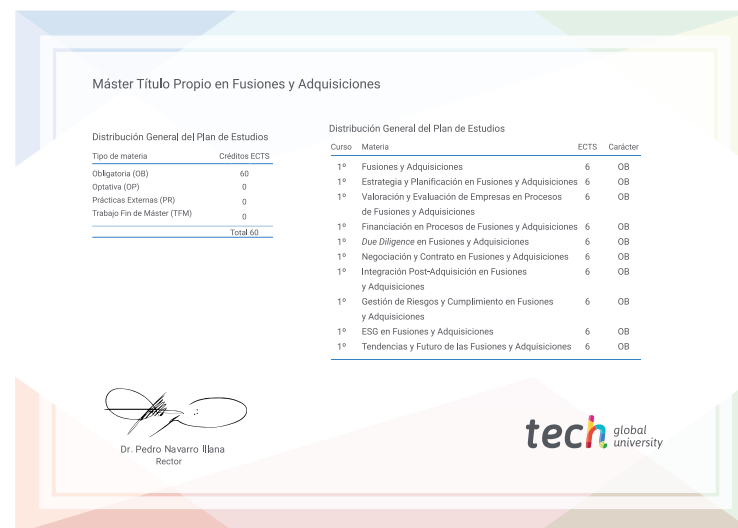 Máster Título Propio en Fusiones y Adquisiciones
Distribución General del Plan de Estudios
Tipo de materia Créditos ECTS
Obligatoria (OB) 60
Optativa (OP) 0
Prácticas Externas (PR) 0
Trabajo Fin de Máster (TFM) 0
Total 60
Distribución General del Plan de Estudios
Curso Materia ECTS Carácter
1º Fusiones y Adquisiciones 6 OB
1º Estrategia y Planificación en Fusiones y Adquisiciones 6 OB
1º Valoración y Evaluación de Empresas en Procesos 6 OB
de Fusiones y Adquisiciones
1º Financiación en Procesos de Fusiones y Adquisiciones 6 OB
1º Due Diligence en Fusiones y Adquisiciones 6 OB
1º Negociación y Contrato en Fusiones y Adquisiciones 6 OB
1º Integración Post-Adquisición en Fusiones 6 OB
y Adquisiciones
1º Gestión de Riesgos y Cumplimiento en Fusiones 6 OB
y Adquisiciones
1º ESG en Fusiones y Adquisiciones 6 OB
1º Tendencias y Futuro de las Fusiones y Adquisiciones 6 OB
Dr. Pedro Navarro Illana
Rector
tech global
university